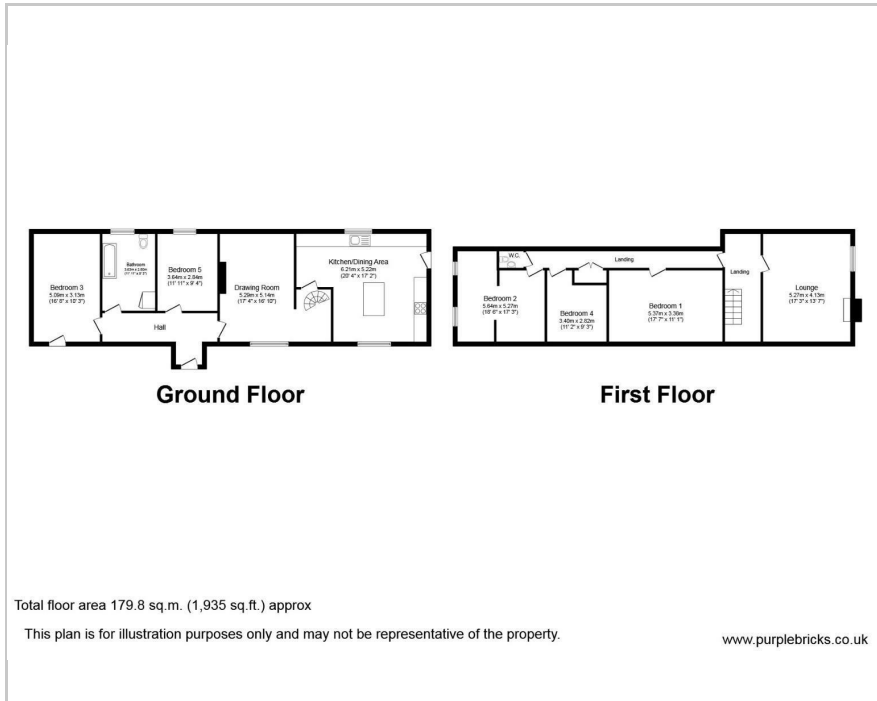 Bedroom 3
5.09m x 3.13m
(16' 8" x 10' 3")
Bathroom
Bedroom 5
3.64m x 2.84m
(11' 11" x 9' 4")
Hall
Drawing Room
5.29m x 5.14m
(17' 4" x 16' 10")
Kitchen/Dining Area
6.21m x 5.22m
(20' 4" x 17' 2")
Ground Floor
W.C.
Landing
Bedroom 2
5.64m x 5.27m
(18' 6" x 17' 3")
Bedroom 4
3.40m x 2.82m
(11' 2" x 9' 3")
Bedroom 1
5.37m x 3.38m
(17' 7" x 11' 1")
Landing
Lounge
5.27m x 4.13m
(17' 3" x 13' 7")
First Floor
Total floor area 179.8 sq.m. (1,935 sq.ft.) approx
This plan is for illustration purposes only and may not be representative of the property.
www.purplebricks.co.uk